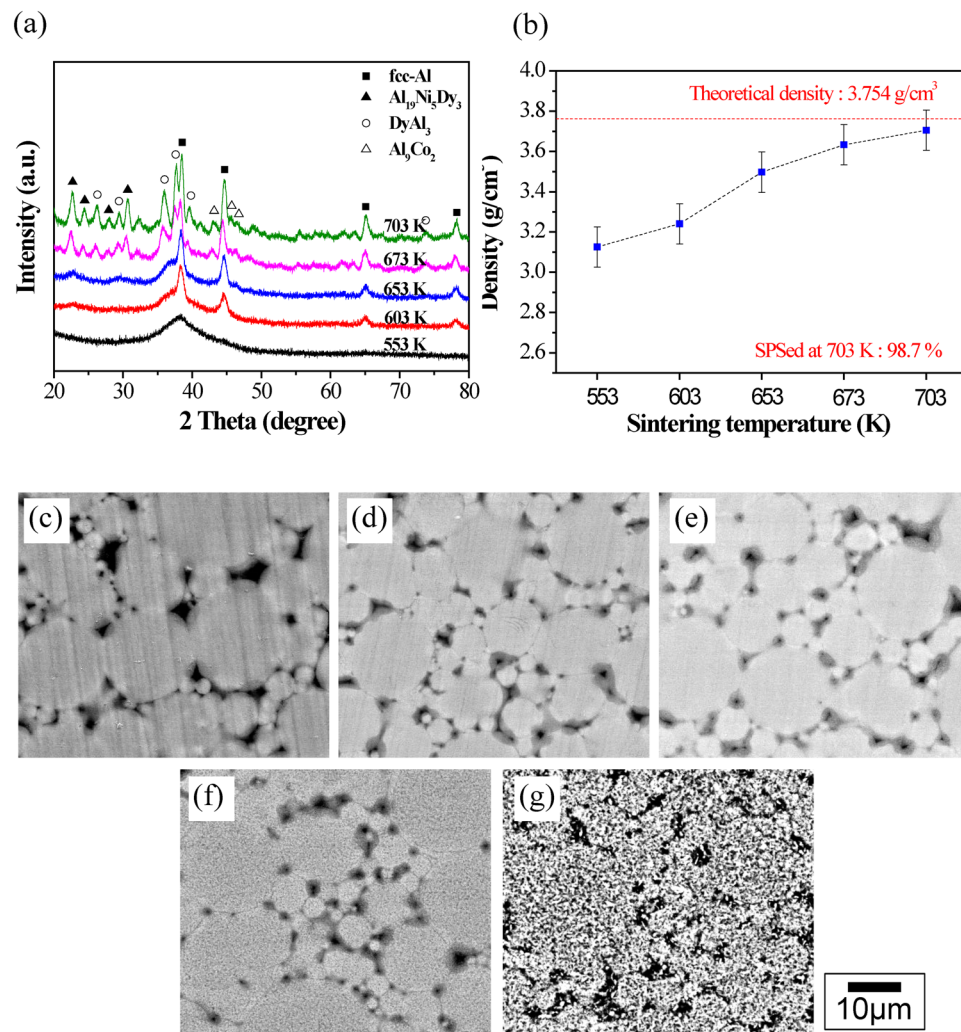 (a)
fcc-Al
Al19Ni5Dy3
DyAl3
Al9Co2
703 K
673 K
653 K
603 K
553 K
Intensity (a.u.)
20 30 40 50 60 70 80
2 Theta (degree)
(b)
4.0
3.8
3.6
3.4
3.2
3.0
2.8
2.6
Theoretical density : 3.754 g/cm3
SPSed at 703 K : 98.7 %
Density (g/cm3)
553 603 653 673 703
Sintering temperature (K)
(c)
(d)
(e)
(f)
(g)
10µm